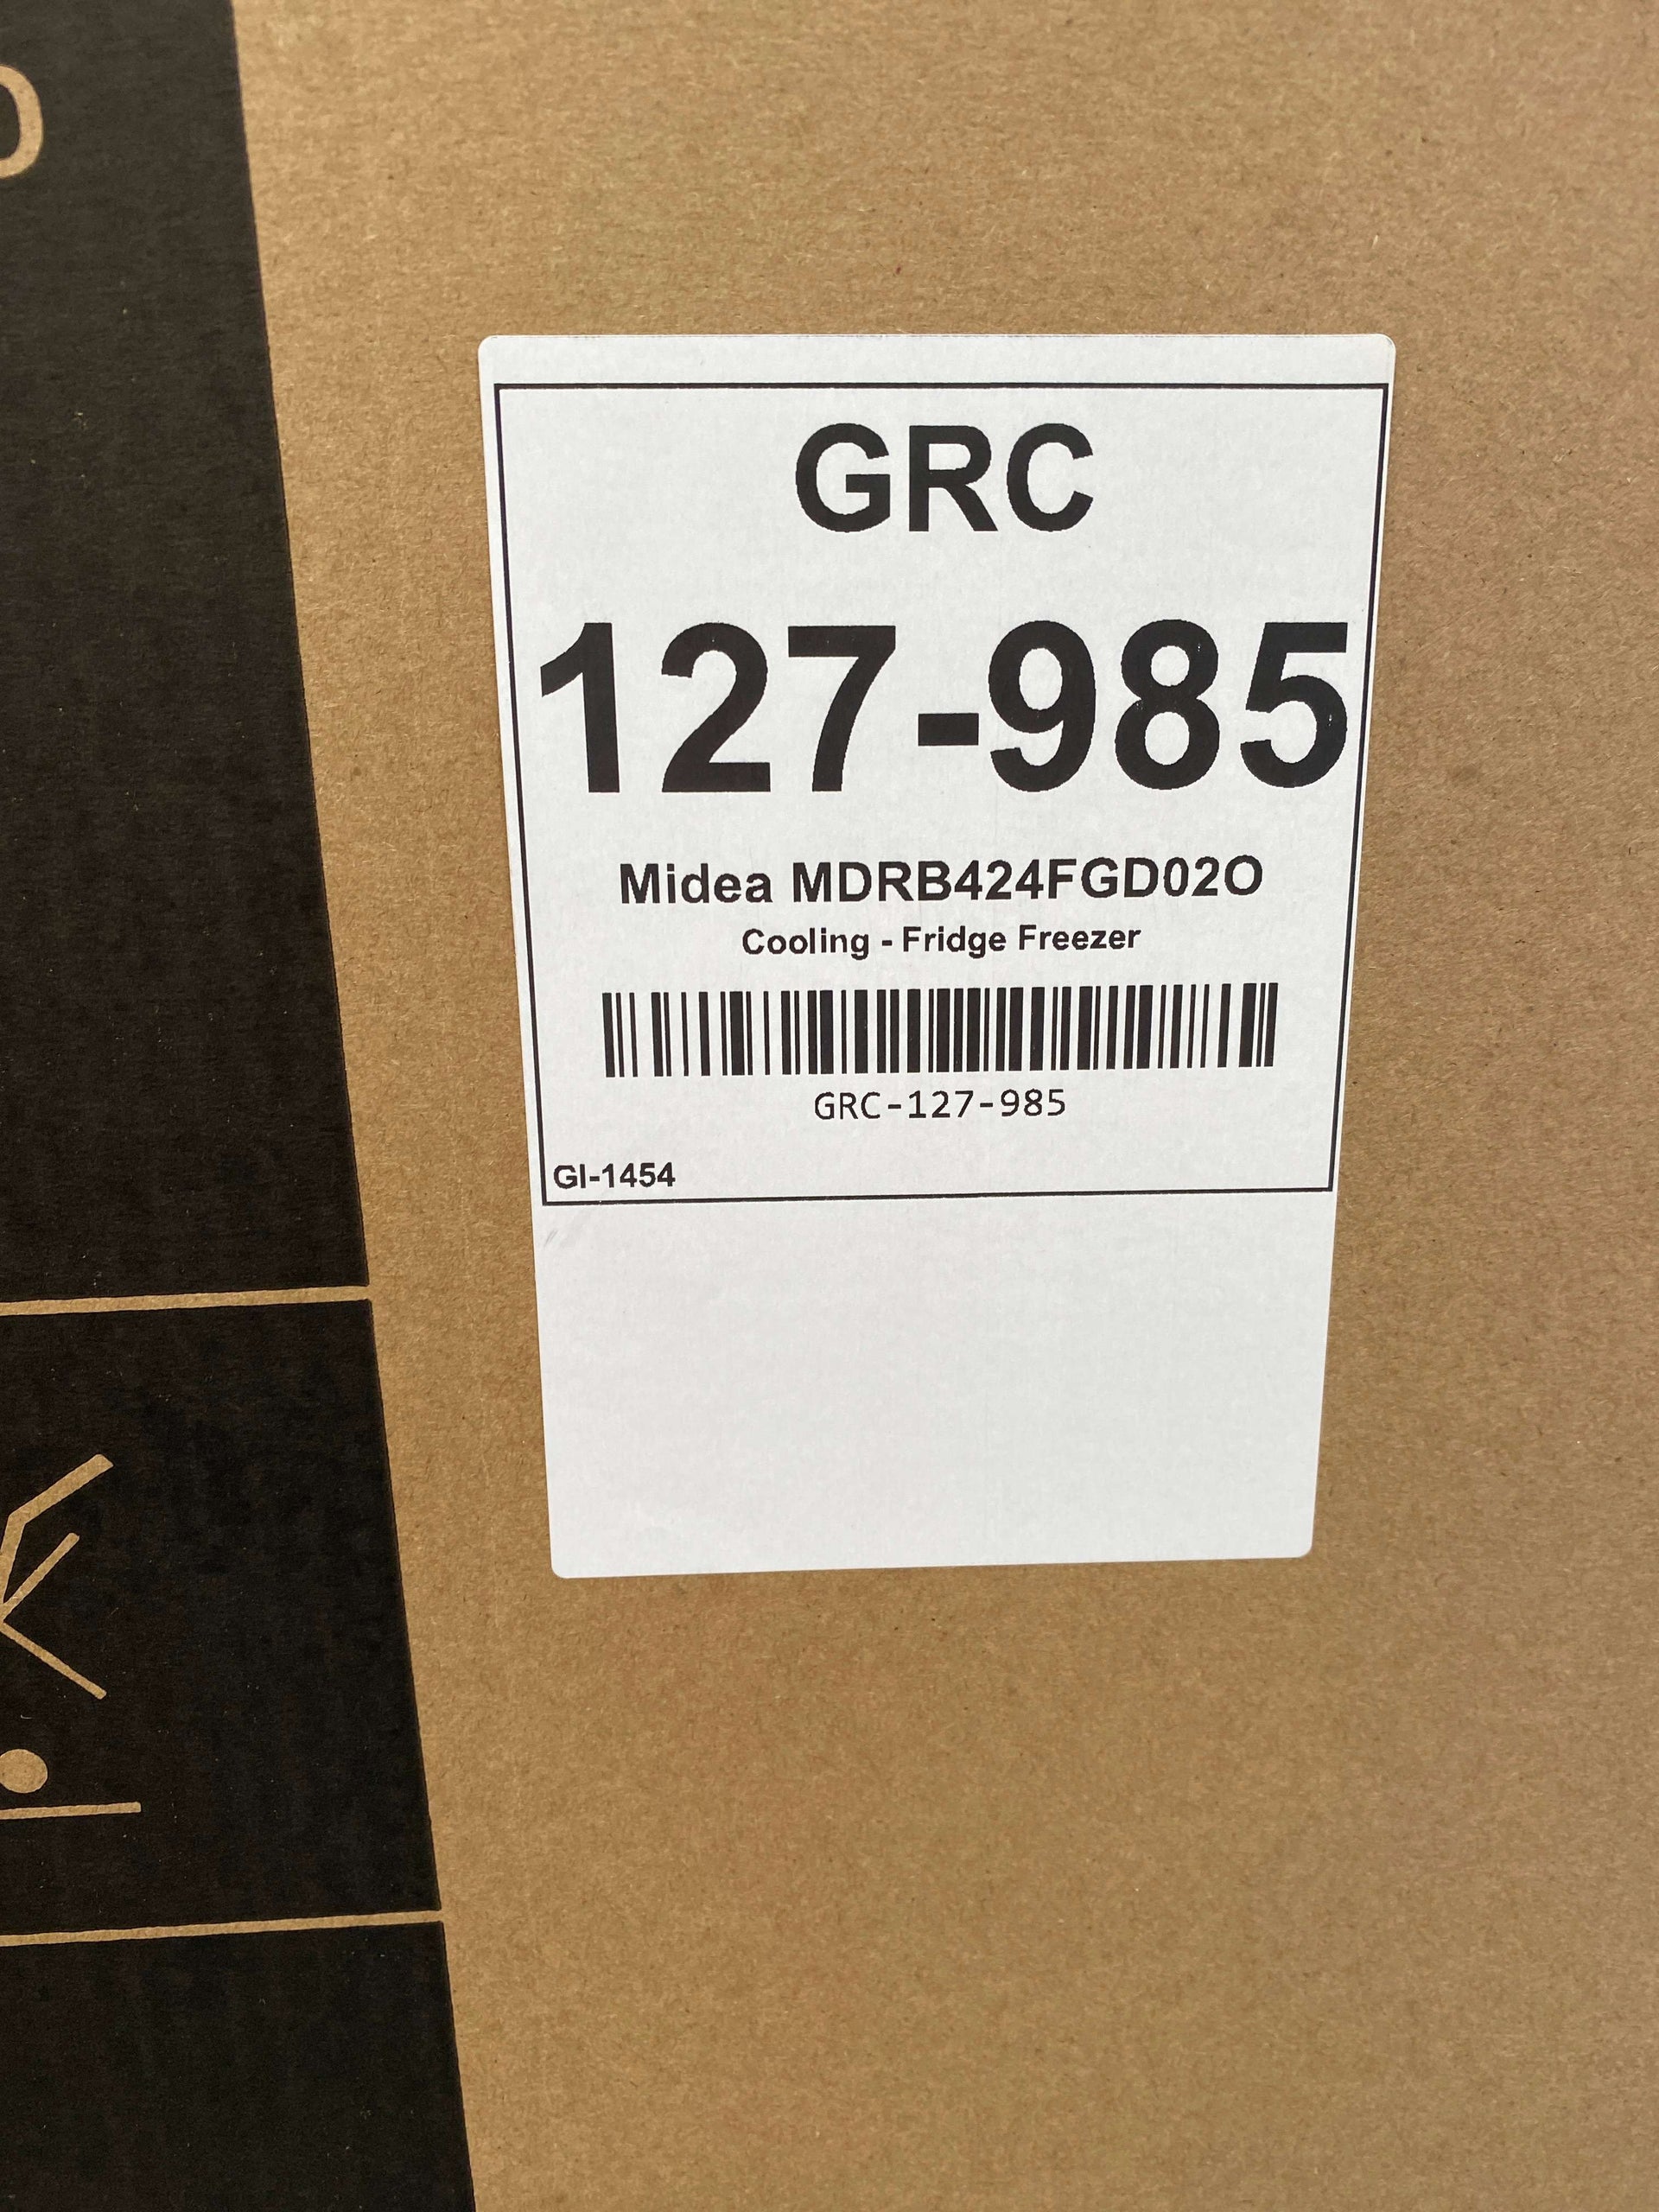 GRC
127-985
Midea MDRB424FGD02O
Cooling - Fridge Freezer
GRC-127-985
GI-1454